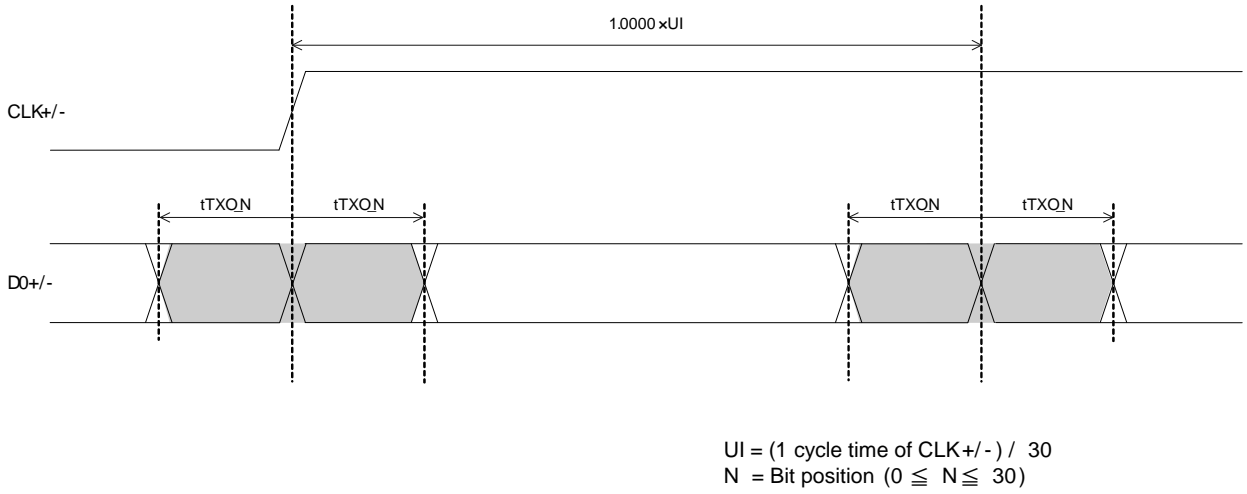 1.0000 ×UI
CLK+/-
tTXO_N tTXO_N tTXO_N tTXO_N
D0+/-
UI = (1 cycle time of CLK+/-) / 30
N = Bit position (0 ≦ N ≦ 30)